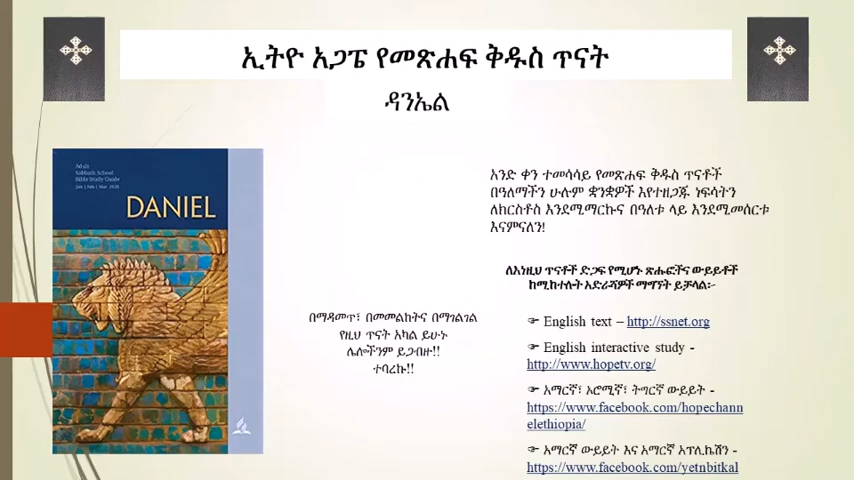 ኢትዮ አጋፔ የመጽሐፍ ቅዱስ ጥናት
ዳንኤል
Adult
Sabbath School
Bible Study Guide
Jan | Feb | Mar 2020
DANIEL
በማዳመጥ፣ በመመልከትና በማገልገል
የዚህ ጥናት አካል ይሁኑ
ሌሎችንም ይጋብዙ!!
ተባረኩ!!
አንድ ቀን ተመሳሳይ የመጽሐፍ ቅዱስ ጥናቶች
በዓለማችን ሁሉም ቋንቋዎች እየተዘጋጁ ነፍሳትን
ለክርስቶስ እንደሚማርኩና በዓለቱ ላይ እንደሚመሰርቱ
እናምናለን!
ለእነዚህ ጥናቶች ድጋፍ የሚሆኑ ጽሑፎችና ውይይቶች
ከሚከተሉት አድራሻዎች ማግኘት ይቻላል፡-
☞ English text – http://ssnet.org
☞ English interactive study -
http://www.hopetv.org/
☞ አማርኛ፣ ኦሮሚኛ፣ ትግርኛ ውይይት -
https://www.facebook.com/hopechann
elethiopia/
☞ አማርኛ ውይይት እና አማርኛ አፕሊኬሽን -
https://www.facebook.com/yetnbitkal